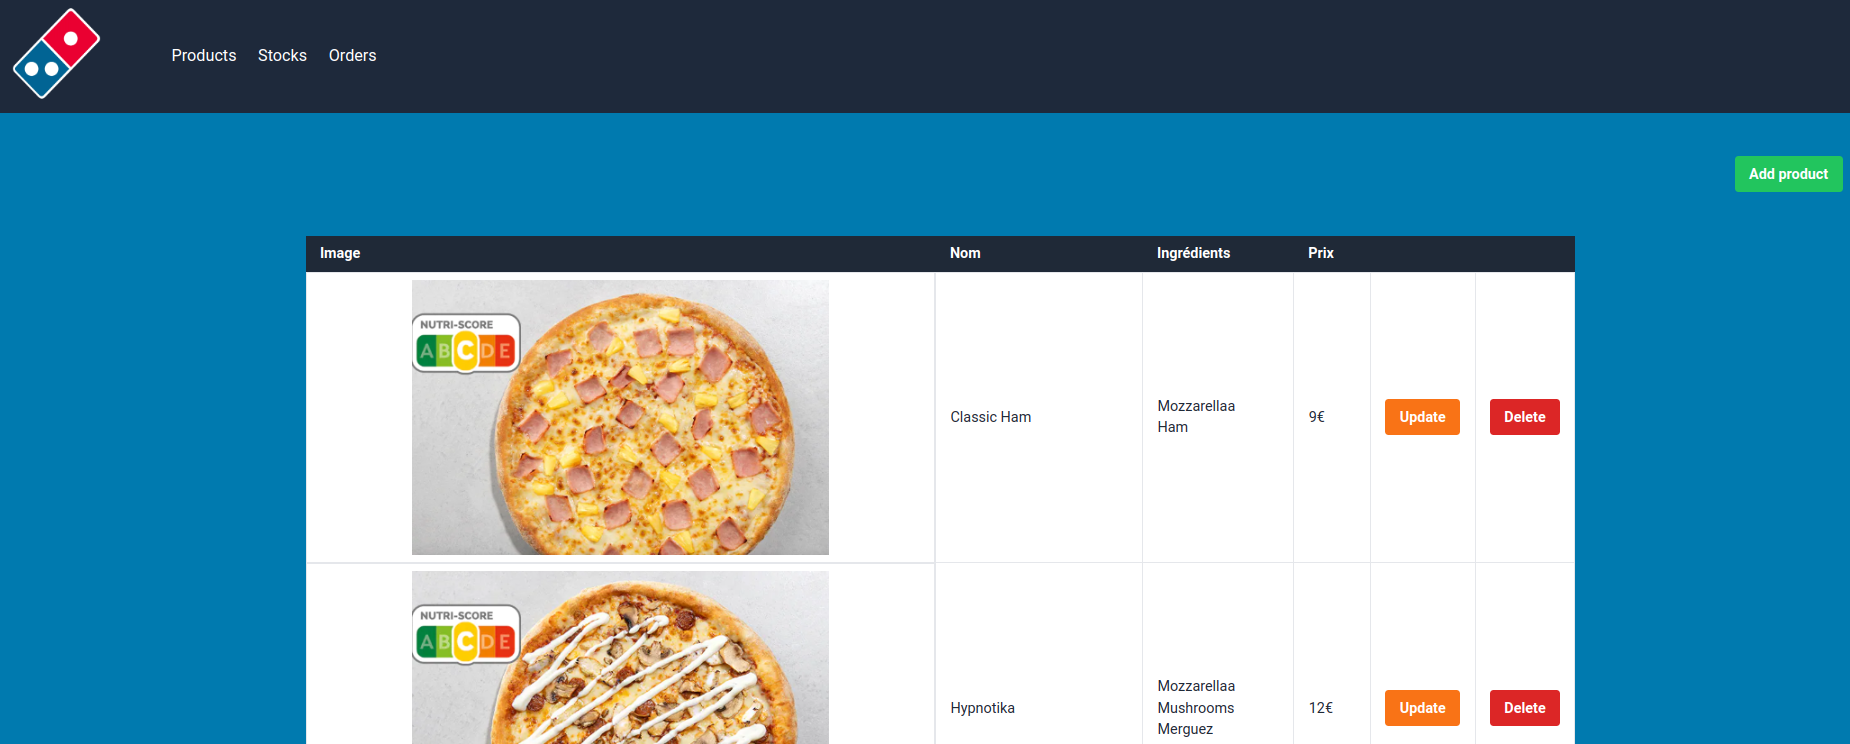 Products Stocks Orders
Add product
Image Nom Ingrédients Prix
NUTRI-SCORE
A B C D E
Classic Ham
Mozzarellaa
Ham
9€
Update
Delete
NUTRI-SCORE
A B C D E
Hypnotika
Mozzarellaa
Mushrooms
Merguez
12€
Update
Delete